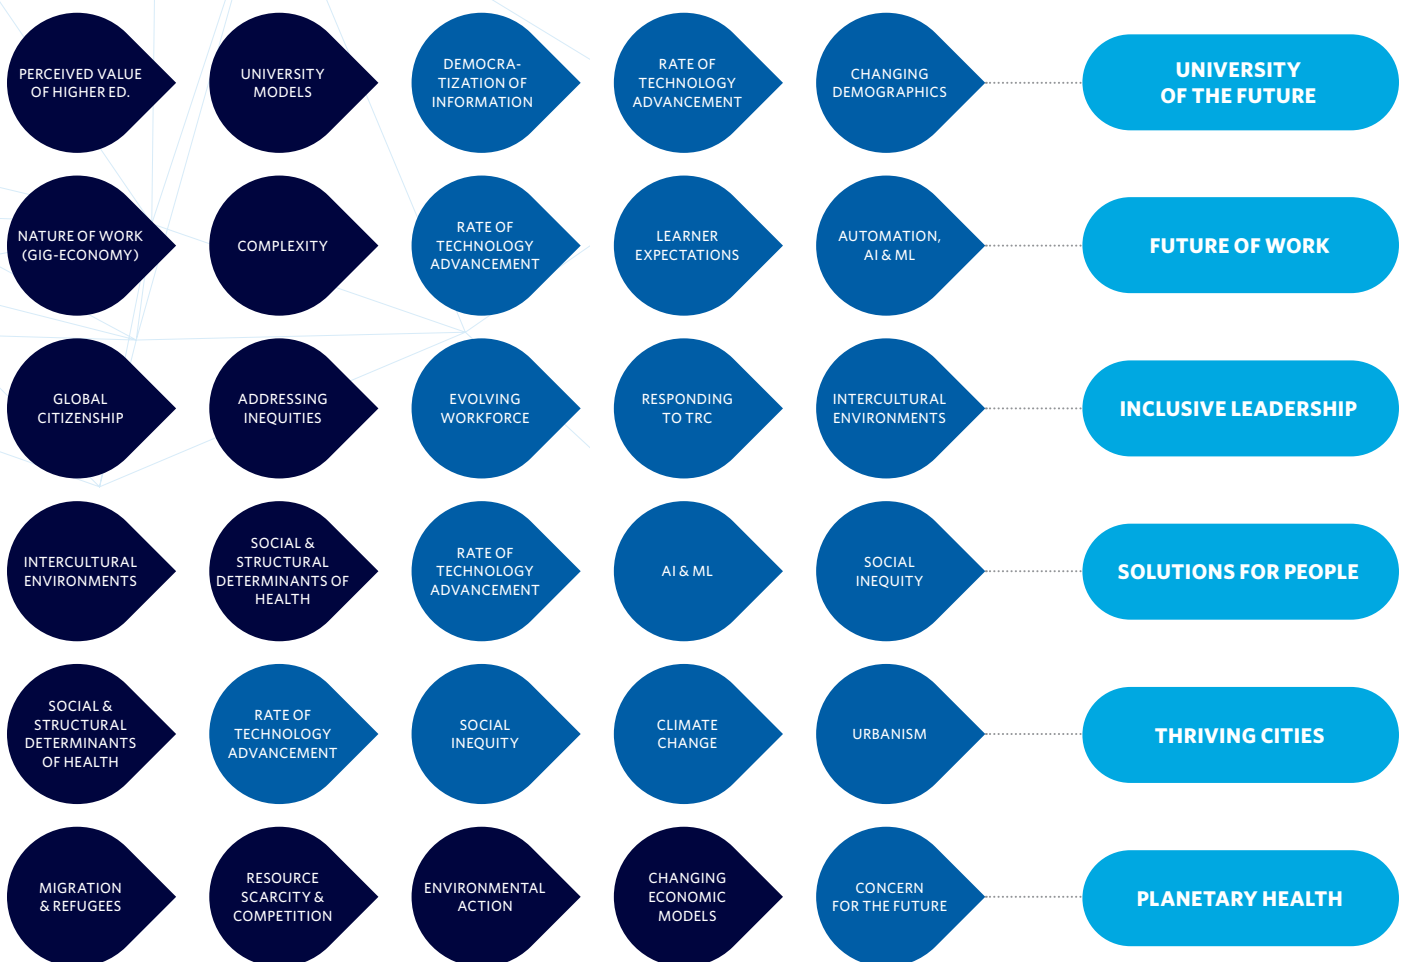 PERCEIVED VALUE
OF HIGHER ED.
UNIVERSITY
MODELS
DEMOCRA-
TIZATION OF
INFORMATION
RATE OF
TECHNOLOGY
ADVANCEMENT
CHANGING
DEMOGRAPHICS
UNIVERSITY
OF THE FUTURE
NATURE OF WORK
(GIG-ECONOMY)
COMPLEXITY
RATE OF
TECHNOLOGY
ADVANCEMENT
LEARNER
EXPECTATIONS
AUTOMATION,
AI & ML
FUTURE OF WORK
GLOBAL
CITIZENSHIP
ADDRESSING
INEQUITIES
EVOLVING
WORKFORCE
RESPONDING
TO TRC
INTERCULTURAL
ENVIRONMENTS
INCLUSIVE LEADERSHIP
INTERCULTURAL
ENVIRONMENTS
SOCIAL &
STRUCTURAL
DETERMINANTS OF
HEALTH
RATE OF
TECHNOLOGY
ADVANCEMENT
AI & ML
SOCIAL
INEQUITY
SOLUTIONS FOR PEOPLE
SOCIAL &
STRUCTURAL
DETERMINANTS
OF HEALTH
RATE OF
TECHNOLOGY
ADVANCEMENT
SOCIAL
INEQUITY
CLIMATE
CHANGE
URBANISM
THRIVING CITIES
MIGRATION
& REFUGEES
RESOURCE
SCARCITY &
COMPETITION
ENVIRONMENTAL
ACTION
CHANGING
ECONOMIC
MODELS
CONCERN
FOR THE FUTURE
PLANETARY HEALTH